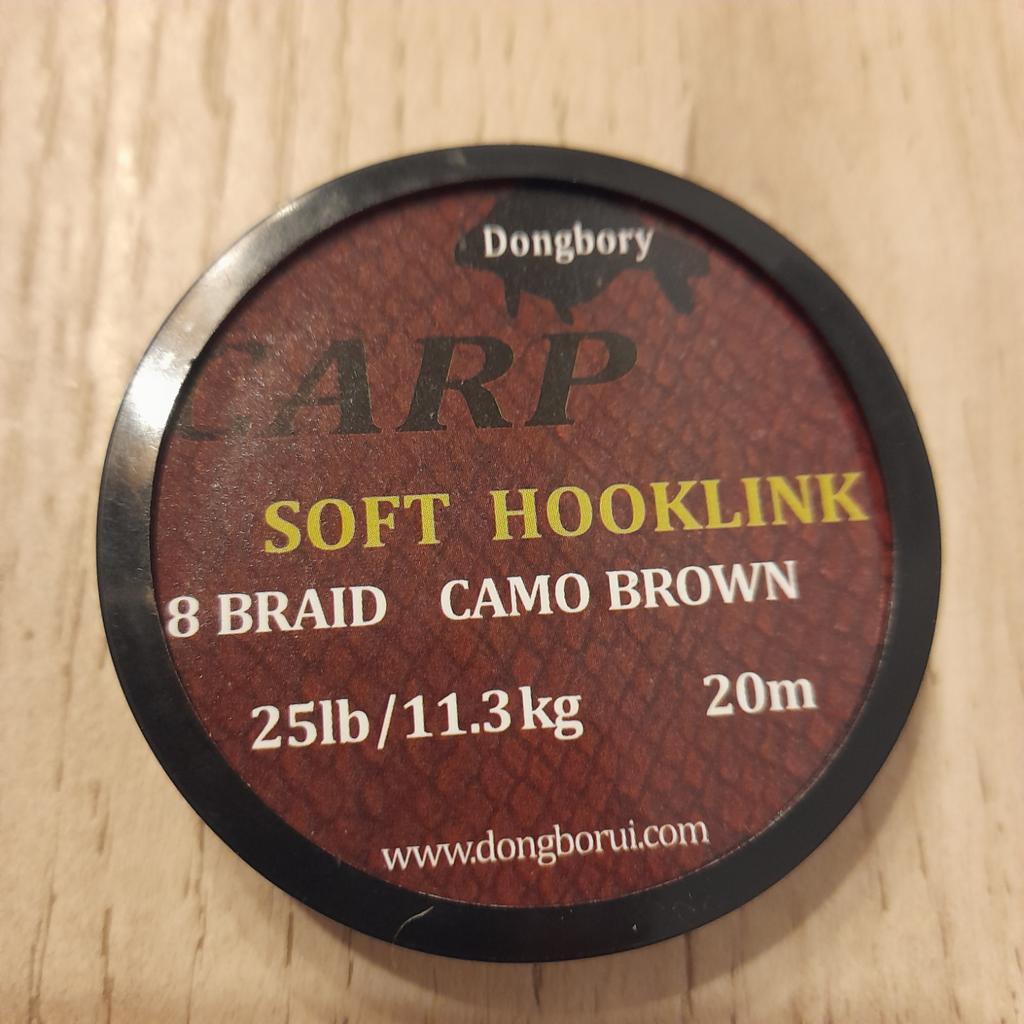 Dongbory
CARP
SOFT HOOKLINK
8 BRAID CAMO BROWN
25lb/11.3kg 20m
www.dongborui.com